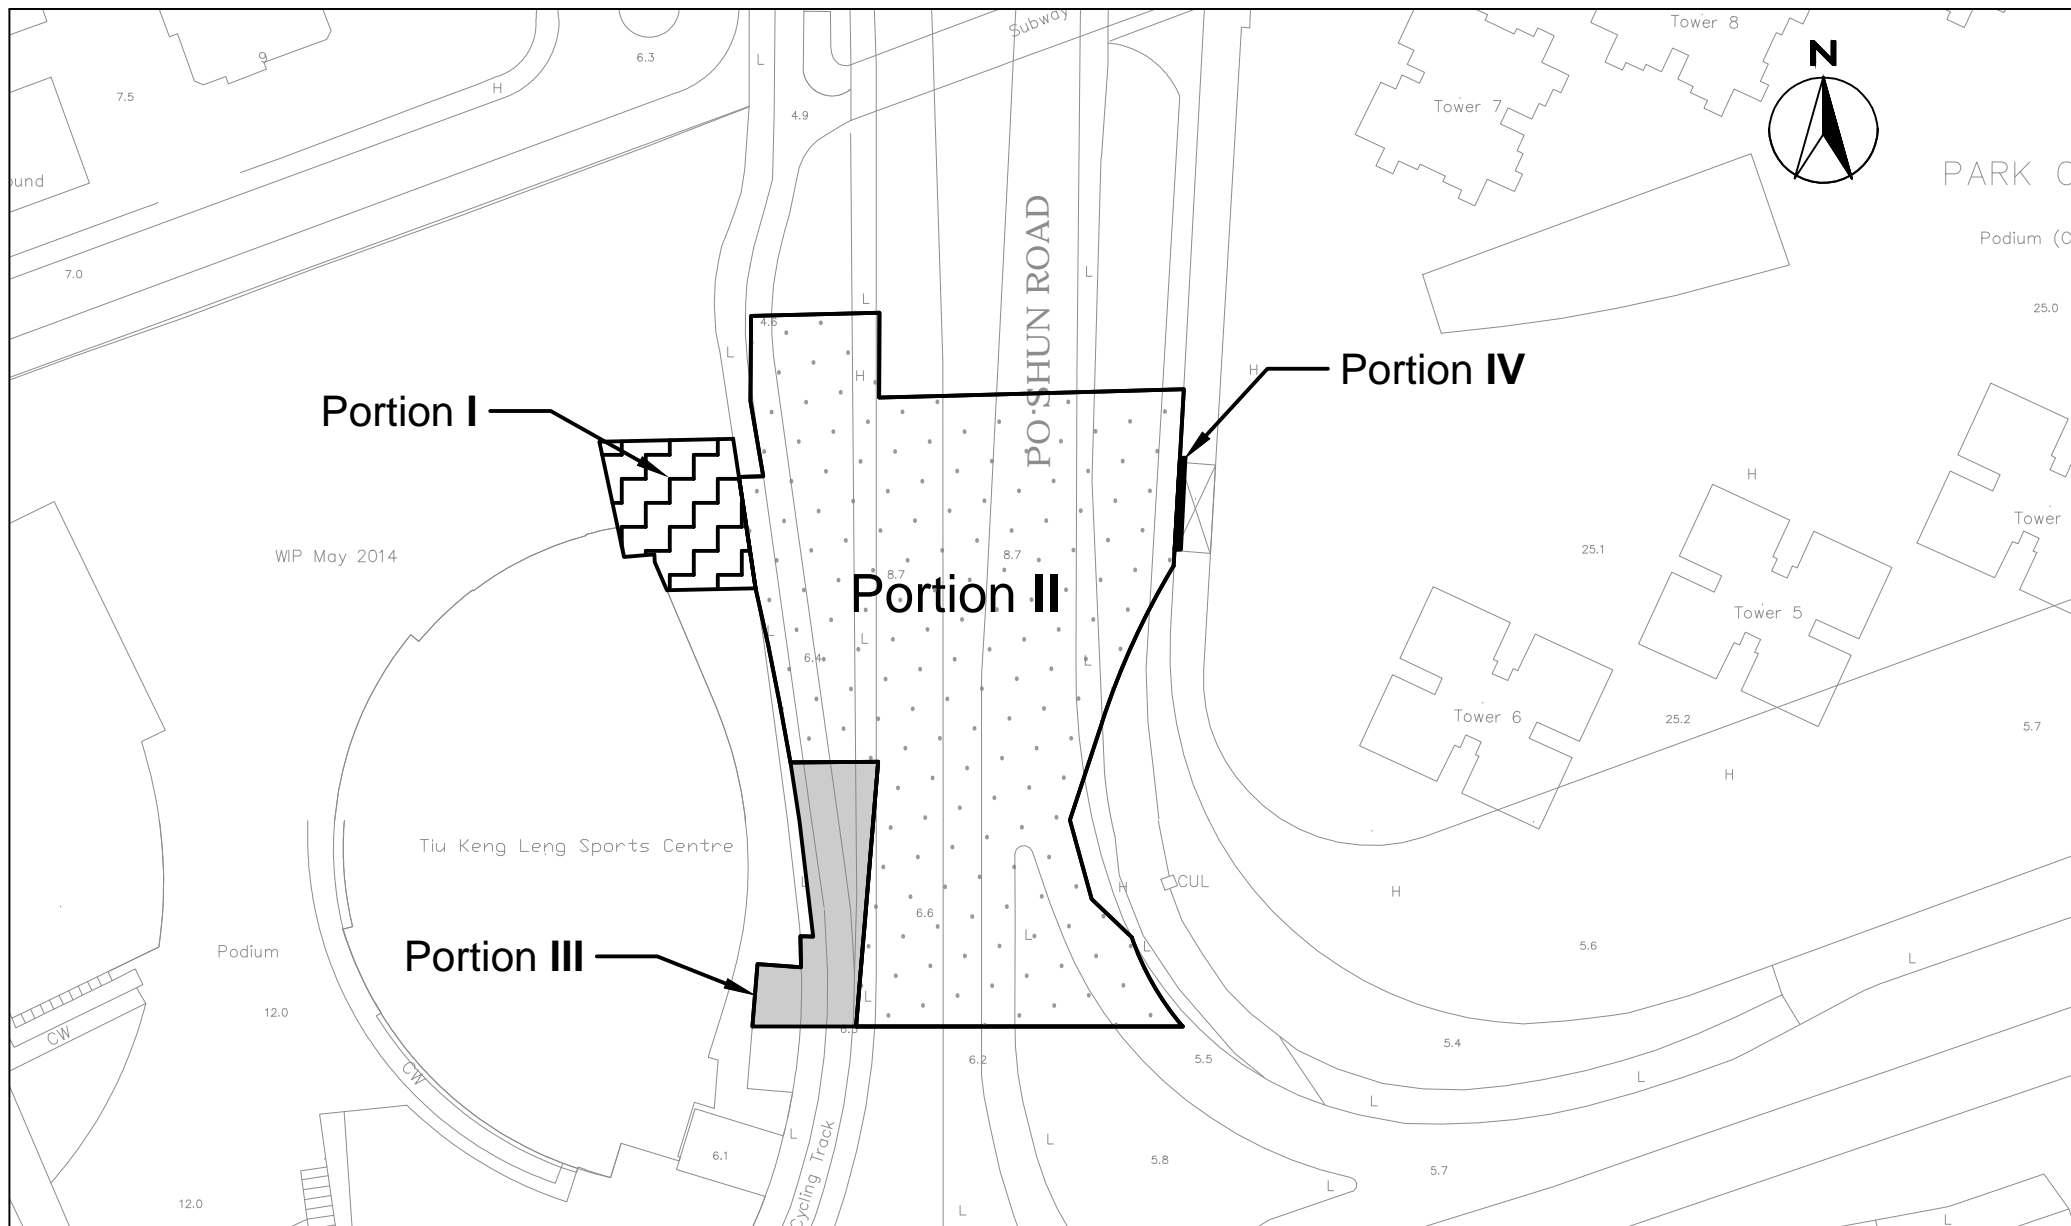 Subway
Tower 8
N
9
6.3
L
H
7.5
4.9
Tower 7
PARK
Podium
7.0
L
PO SHUN ROAD
25.0
L
4.6
L
H
H
Portion IV
Portion I
H
Tower
WIP May 2014
8.7
8.7
25.1
Portion II
Tower 5
L
L
6.4
L
Tower 6
25.2
5.7
H
Tiu Keng Leng Sports Centre
L
H
CUL
H
6.6
L
L
5.6
Podium
Portion III
L
L
12.0
6.3
CW
6.2
5.5
5.4
CW
L
L
L
L
Cycling Track
6.1
5.8
5.7
L
12.0
L
L